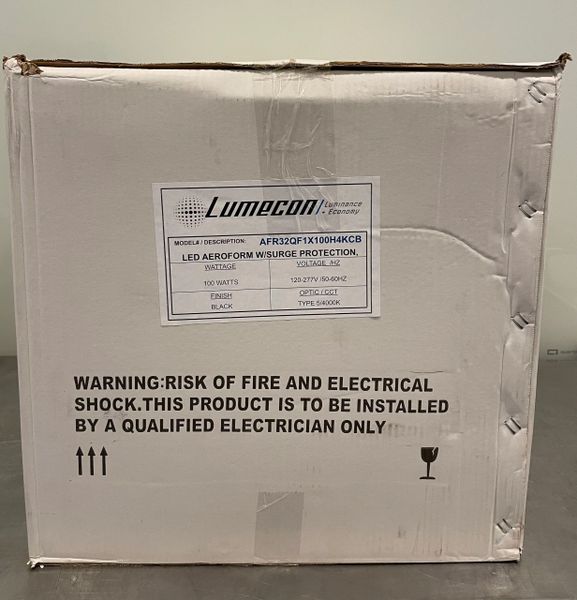 Lumecon
Luminance
+ Economy
MODEL# / DESCRIPTION: AFR32QF1X100H4KCB
LED AEROFORM W/SURGE PROTECTION,
WATTAGE VOLTAGE /HZ
100 WATTS 120-277V /50-60HZ
FINISH OPTIC / CCT
BLACK TYPE 5/4000K
WARNING:RISK OF FIRE AND ELECTRICAL
SHOCK.THIS PRODUCT IS TO BE INSTALLED
BY A QUALIFIED ELECTRICIAN ONLY